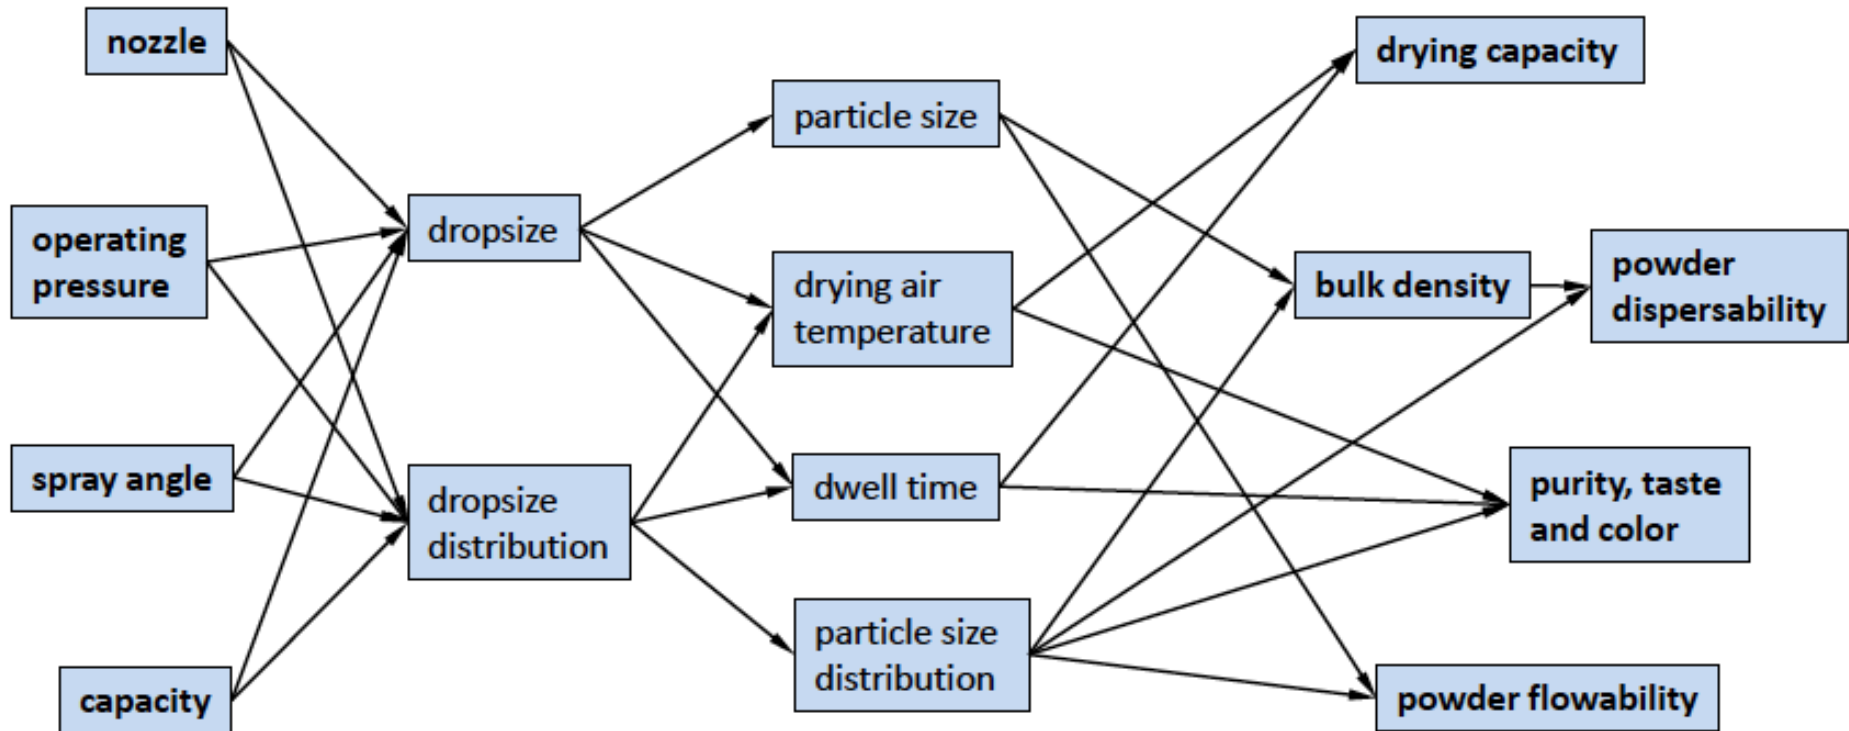 nozzle
operating
pressure
spray angle
capacity
dropsize
dropsize
distribution
particle size
drying air
temperature
dwell time
particle size
distribution
drying capacity
bulk density
powder
dispersability
purity, taste
and color
powder flowability